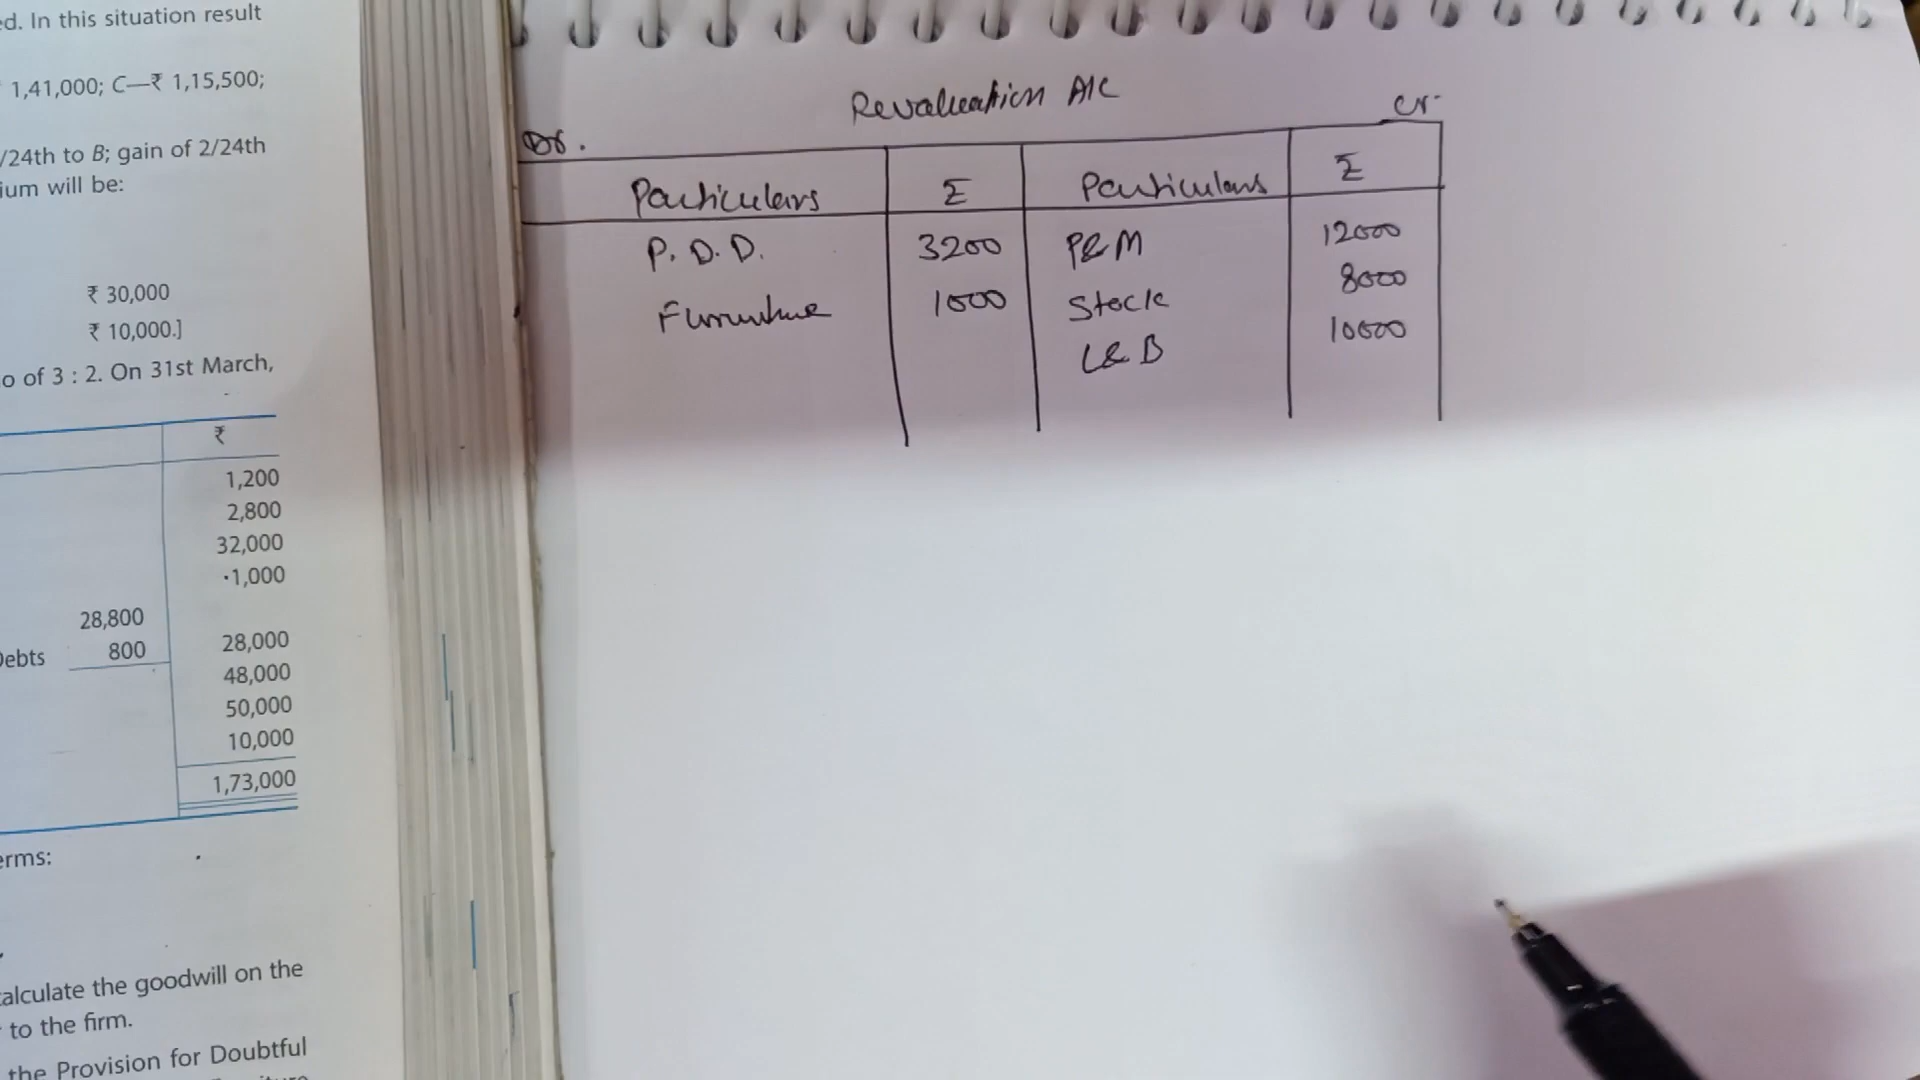 ed. In this situation result
1,41,000; C—₹ 1,15,500;
/24th to B; gain of 2/24th
ium will be:
₹ 30,000
₹ 10,000.]
o of 3 : 2. On 31st March,
₹
1,200
2,800
32,000
1,000
28,800
Debts 800 28,000
48,000
50,000
10,000
1,73,000
erms:
calculate the goodwill on the
to the firm.
the Provision for Doubtful
Revaluation A/C
Dr. Cr.
Particulars ₹ Particulars ₹
P. D. D. 3200 P&M 12000
Furniture 1000 Stock 8000
L& B 10000